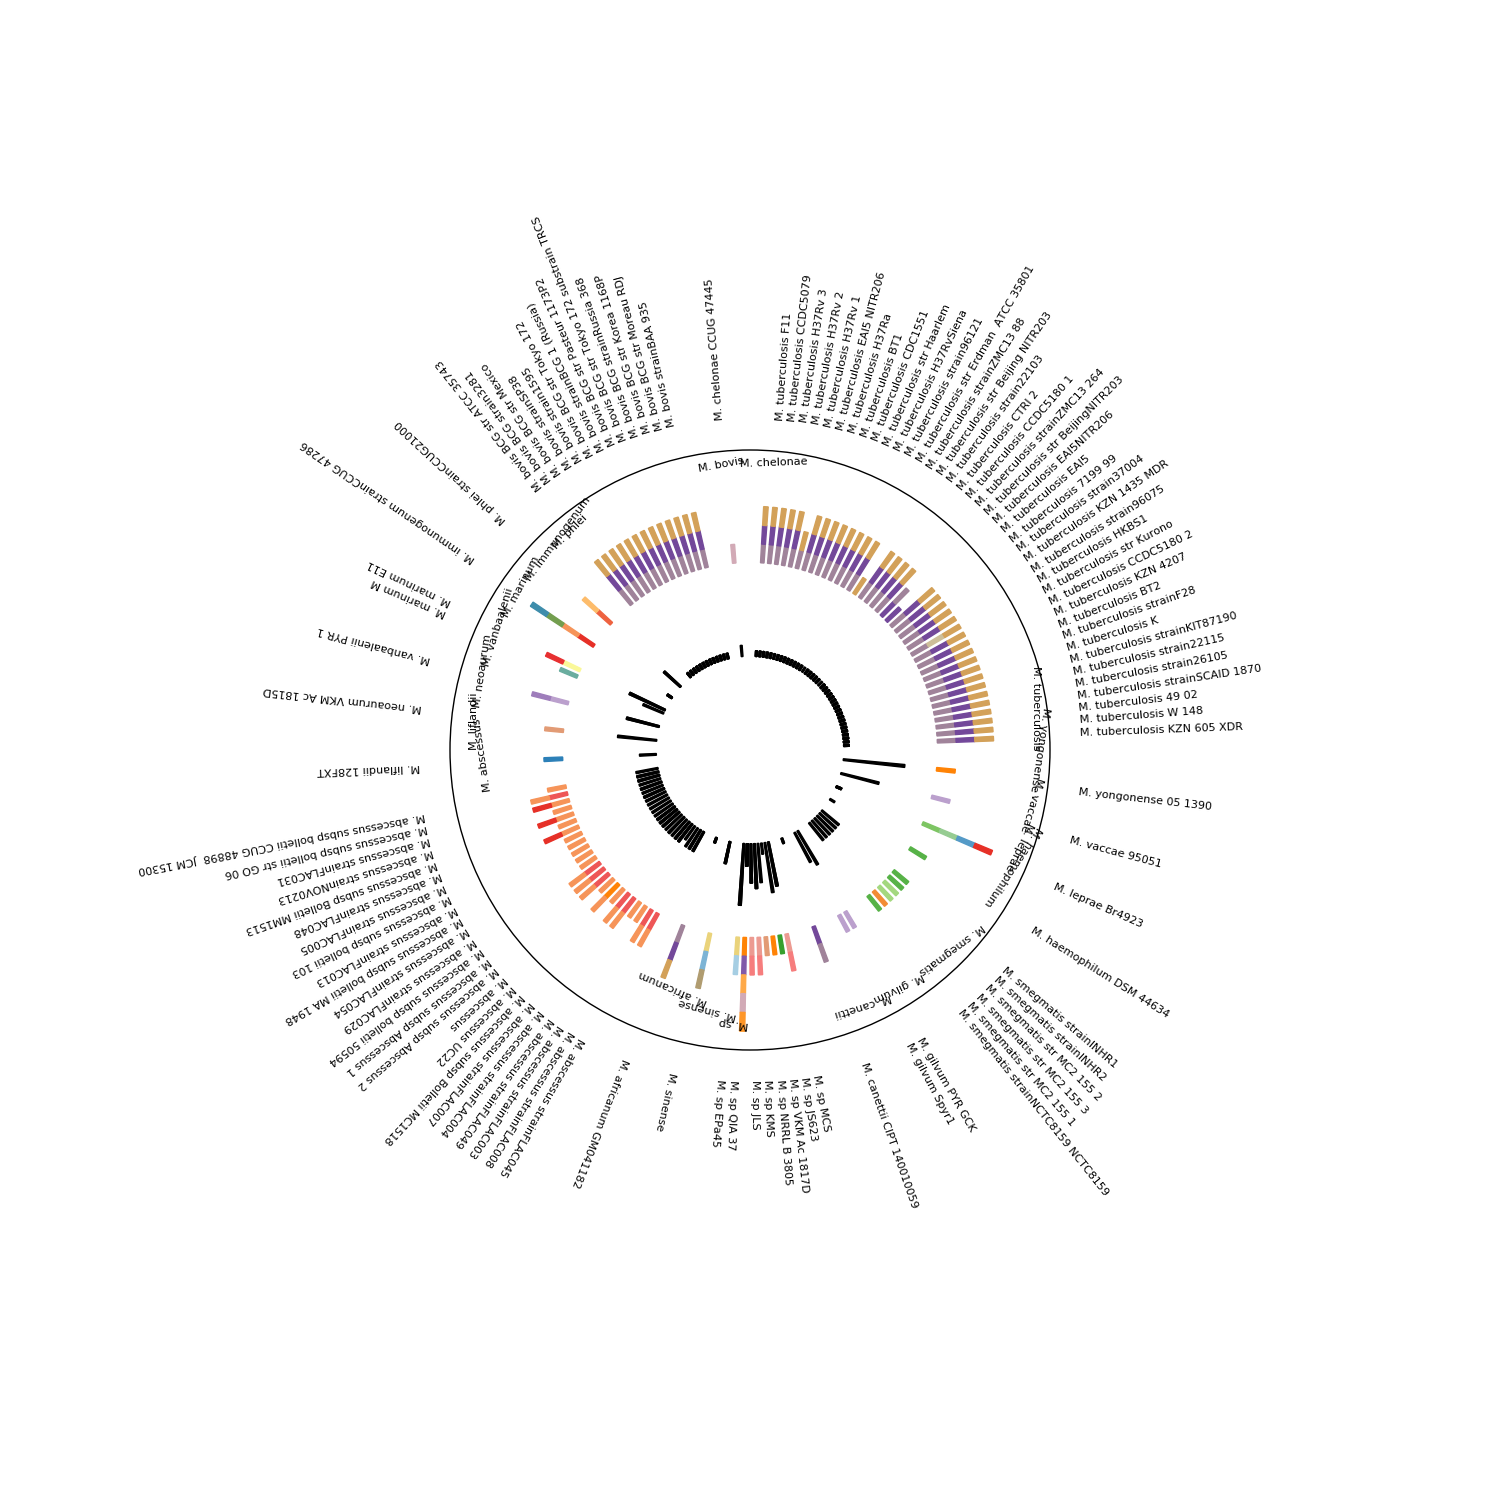 M. tuberculosis F11
M. tuberculosis CCDC5079
M. tuberculosis H37Rv 3
M. tuberculosis H37Rv 2
M. tuberculosis H37Rv 1
M. tuberculosis EAI5 NITR206
M. tuberculosis H37Ra
M. tuberculosis BT1
M. tuberculosis CDC1551
M. tuberculosis str Haarlem
M. tuberculosis H37RvSiena
M. tuberculosis strain96121
M. tuberculosis str Erdman  ATCC 35801
M. tuberculosis strainZMC13 88
M. tuberculosis str Beijing NITR203
M. tuberculosis strain22103
M. tuberculosis CTRI 2
M. tuberculosis CCDC5180 1
M. tuberculosis strainZMC13 264
M. tuberculosis str BeijingNITR203
M. tuberculosis EAI5NITR206
M. tuberculosis EAI5
M. tuberculosis 7199 99
M. tuberculosis strain37004
M. tuberculosis KZN 1435 MDR
M. tuberculosis strain96075
M. tuberculosis HKBS1
M. tuberculosis str Kurono
M. tuberculosis CCDC5180 2
M. tuberculosis KZN 4207
M. tuberculosis BT2
M. tuberculosis strainF28
M. tuberculosis K
M. tuberculosis strainKIT87190
M. tuberculosis strain22115
M. tuberculosis strain26105
M. tuberculosis strainSCAID 1870
M. tuberculosis 49 02
M. tuberculosis W 148
M. tuberculosis KZN 605 XDR
M. yongonense 05 1390
M. vaccae 95051
M. leprae Br4923
M. haemophilum DSM 44634
M. smegmatis strainINHR1
M. smegmatis strainINHR2
M. smegmatis str MC2 155 2
M. smegmatis str MC2 155 3
M. smegmatis str MC2 155 1
M. smegmatis strainNCTC8159 NCTC8159
M. gilvum PYR GCK
M. gilvum Spyr1
M. canettii CIPT 140010059
M. sp MCS
M. sp JS623
M. sp VKM Ac 1817D
M. sp NRRL B 3805
M. sp KMS
M. sp JLS
M. sp QIA 37
M. sp EPa45
M. sinense
M. africanum GM041182
M. abscessus strainFLAC045
M. abscessus strainFLAC008
M. abscessus strainFLAC003
M. abscessus strainFLAC049
M. abscessus strainFLAC004
M. abscessus strainFLAC007
M. abscessus subsp Bolletii MC1518
M. abscessus UC22
M. abscessus
M. abscessus subsp Abscessus 2
M. abscessus subsp Abscessus 1
M. abscessus subsp bolletii 50594
M. abscessus strainFLAC029
M. abscessus strainFLAC054
M. abscessus subsp bolletii MA 1948
M. abscessus strainFLAC013
M. abscessus subsp bolletii 103
M. abscessus strainFLAC005
M. abscessus strainFLAC048
M. abscessus subsp Bolletii MM1513
M. abscessus strainNOV0213
M. abscessus strainFLAC031
M. abscessus subsp bolletii str GO 06
M. abscessus subsp bolletii CCUG 48898  JCM 15300
M. liflandii 128FXT
M. neoaurum VKM Ac 1815D
M. vanbaalenii PYR 1
M. marinum M
M. marinum E11
M. immunogenum strainCCUG 47286
M. phlei strainCCUG21000
M. bovis BCG str ATCC 35743
M. bovis strain3281
M. bovis BCG str Mexico
M. bovis strainSP38
M. bovis strain1595
M. bovis BCG str Tokyo 172
M. bovis strainBCG 1 (Russia)
M. bovis BCG str Pasteur 1173P2
M. bovis BCG str Tokyo 172 substrain TRCS
M. bovis BCG strainRussia 368
M. bovis BCG str Korea 1168P
M. bovis BCG str Moreau RDJ
M. bovis strainBAA 935
M. chelonae CCUG 47445
M. chelonae
M. tuberculosis
M. yongonense
M. vaccae
M. leprae
M. haemophilum
M. smegmatis
M. gilvum
M. canettii
M. sp
M. sinense
M. africanum
M. abscessus
M. liflandii
M. neoaurum
M. vanbaalenii
M. marinum
M. immunogenum
M. phlei
M. bovis